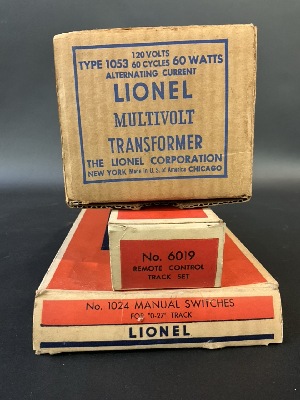 120 VOLTS
TYPE 1053 60 CYCLES 60 WATTS
ALTERNATING CURRENT
LIONEL
MULTIVOLT
TRANSFORMER
THE LIONEL CORPORATION
NEW YORK Made in U. S. of America CHICAGO
No. 6019
REMOTE CONTROL
TRACK SET
No. 1024 MANUAL SWITCHES
FOR "0-27" TRACK
LIONEL